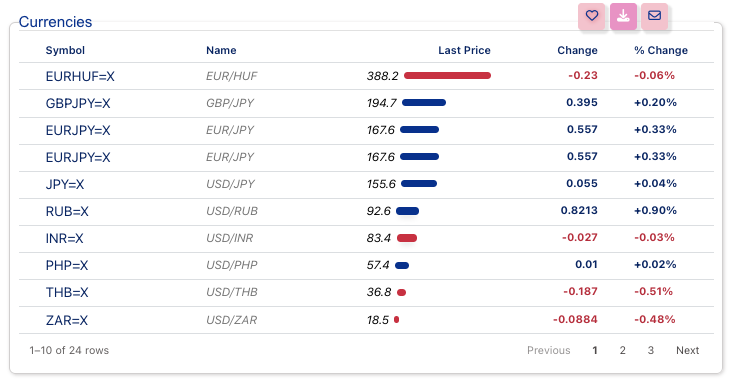 Currencies
Symbol Name Last Price Change % Change
EURHUF=X EUR/HUF 388.2 -0.23 -0.06%
GBPJPY=X GBP/JPY 194.7 0.395 +0.20%
EURJPY=X EUR/JPY 167.6 0.557 +0.33%
EURJPY=X EUR/JPY 167.6 0.557 +0.33%
JPY=X USD/JPY 155.6 0.055 +0.04%
RUB=X USD/RUB 92.6 0.8213 +0.90%
INR=X USD/INR 83.4 -0.027 -0.03%
PHP=X USD/PHP 57.4 0.01 +0.02%
THB=X USD/THB 36.8 -0.187 -0.51%
ZAR=X USD/ZAR 18.5 -0.0884 -0.48%
1–10 of 24 rows Previous 1 2 3 Next